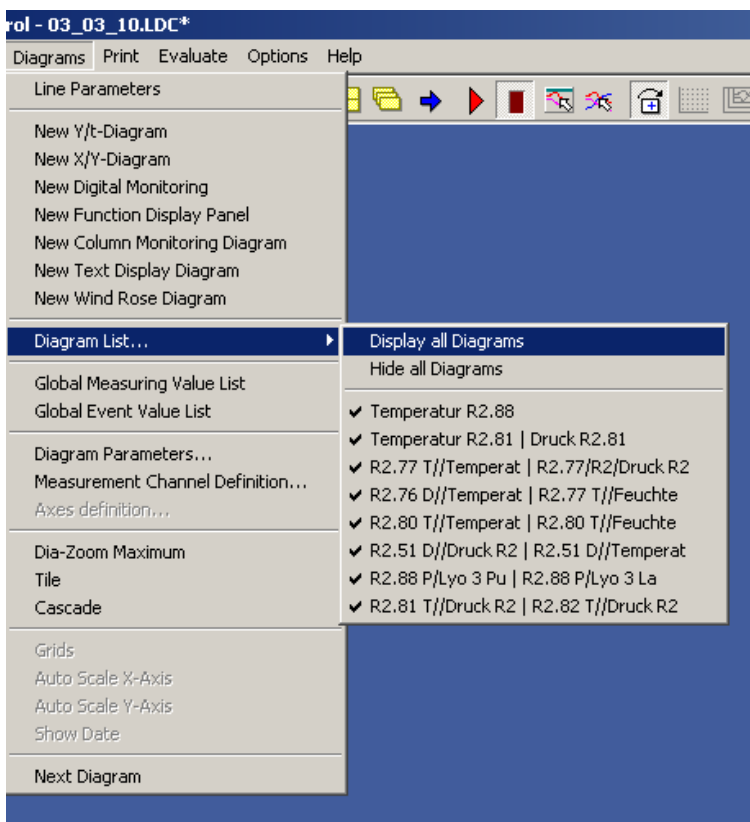 rol - 03_03_10.LDC*
Diagrams Print Evaluate Options Help
Line Parameters
New Y/t-Diagram
New X/Y-Diagram
New Digital Monitoring
New Function Display Panel
New Column Monitoring Diagram
New Text Display Diagram
New Wind Rose Diagram
Diagram List...
Global Measuring Value List
Global Event Value List
Diagram Parameters...
Measurement Channel Definition...
Axes definition...
Dia-Zoom Maximum
Tile
Cascade
Grids
Auto Scale X-Axis
Auto Scale Y-Axis
Show Date
Next Diagram
Display all Diagrams
Hide all Diagrams
Temperatur R2.88
Temperatur R2.81 | Druck R2.81
R2.77 T//Temperat | R2.77/R2/Druck R2
R2.76 D//Temperat | R2.77 T//Feuchte
R2.80 T//Temperat | R2.80 T//Feuchte
R2.51 D//Druck R2 | R2.51 D//Temperat
R2.88 P/Lyo 3 Pu | R2.88 P/Lyo 3 La
R2.81 T//Druck R2 | R2.82 T//Druck R2